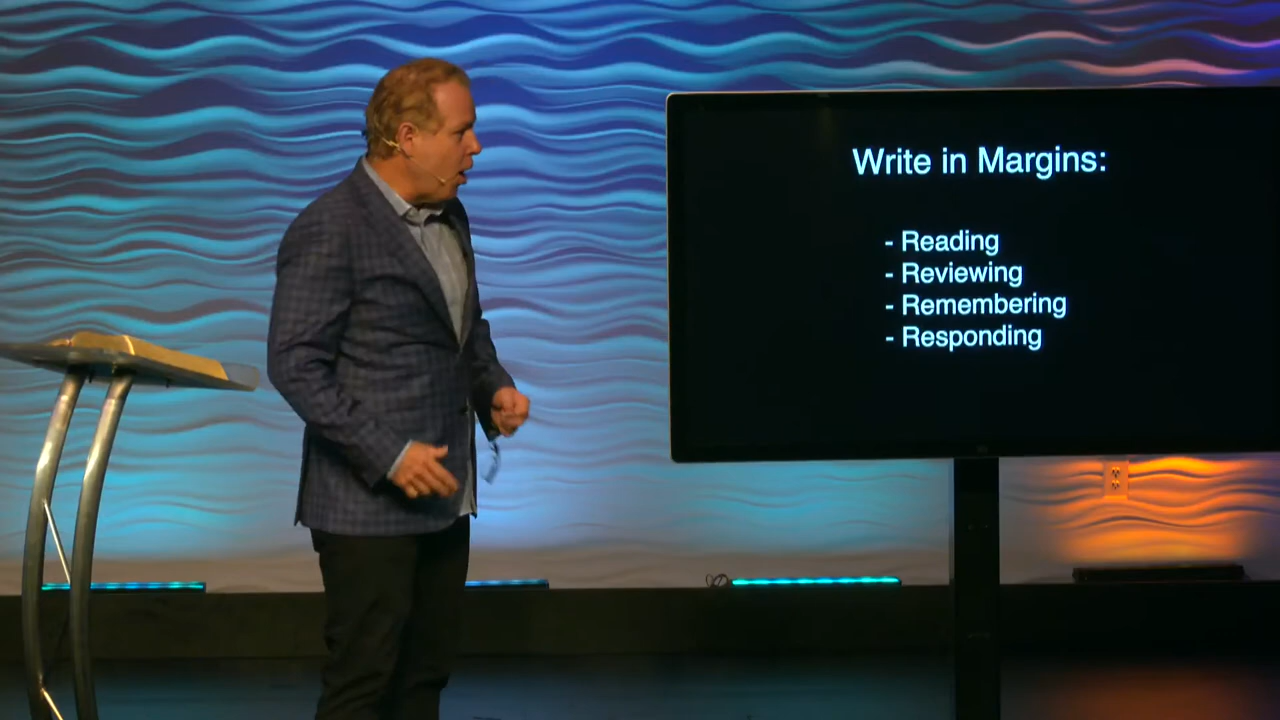 Write in Margins:
- Reading
- Reviewing
- Remembering
- Responding